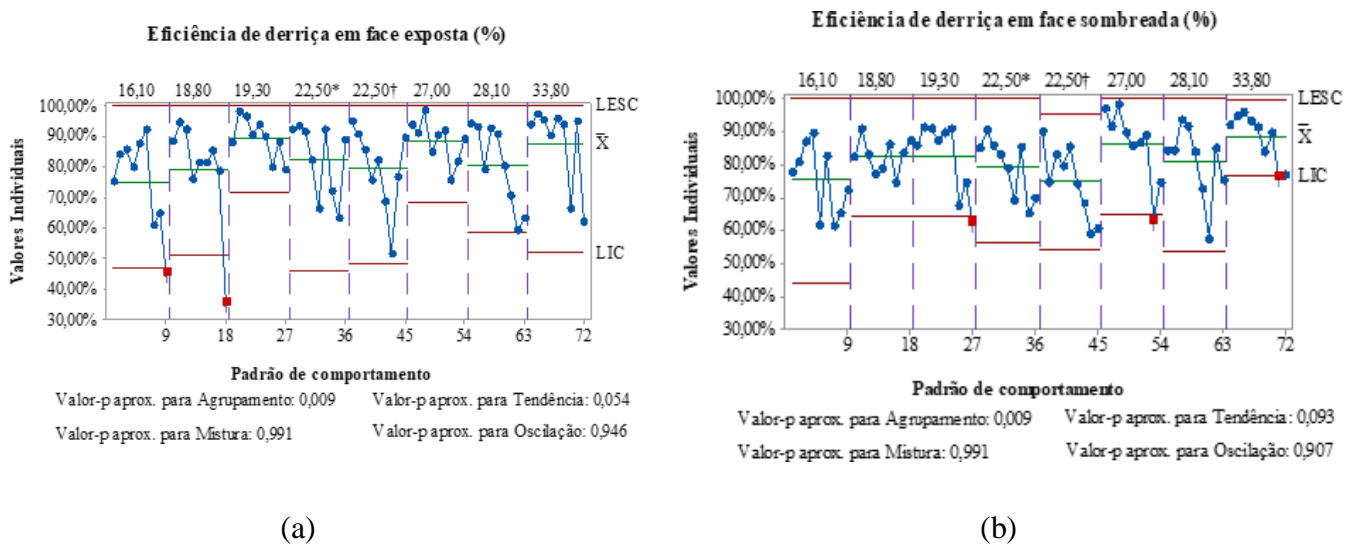 Eficiência de derriça em face exposta (%)
16,10 18,80 19,30 22,50* 22,50† 27,00 28,10 33,80
100,00%
90,00%
80,00%
70,00%
60,00%
50,00%
40,00%
30,00%
Valores Individuais
LESC
X̿
LIC
9 18 27 36 45 54 63 72
Padrão de comportamento
Valor-p aprox. para Agrupamento: 0,009 Valor-p aprox. para Tendência: 0,054
Valor-p aprox. para Mistura: 0,991 Valor-p aprox. para Oscilação: 0,946
(a)
Eficiência de derriça em face sombreada (%)
16,10 18,80 19,30 22,50* 22,50† 27,00 28,10 33,80
100,00%
90,00%
80,00%
70,00%
60,00%
50,00%
40,00%
30,00%
Valores Individuais
LESC
X̿
LIC
9 18 27 36 45 54 63 72
Padrão de comportamento
Valor-p aprox. para Agrupamento: 0,009 Valor-p aprox. para Tendência: 0,093
Valor-p aprox. para Mistura: 0,991 Valor-p aprox. para Oscilação: 0,907
(b)